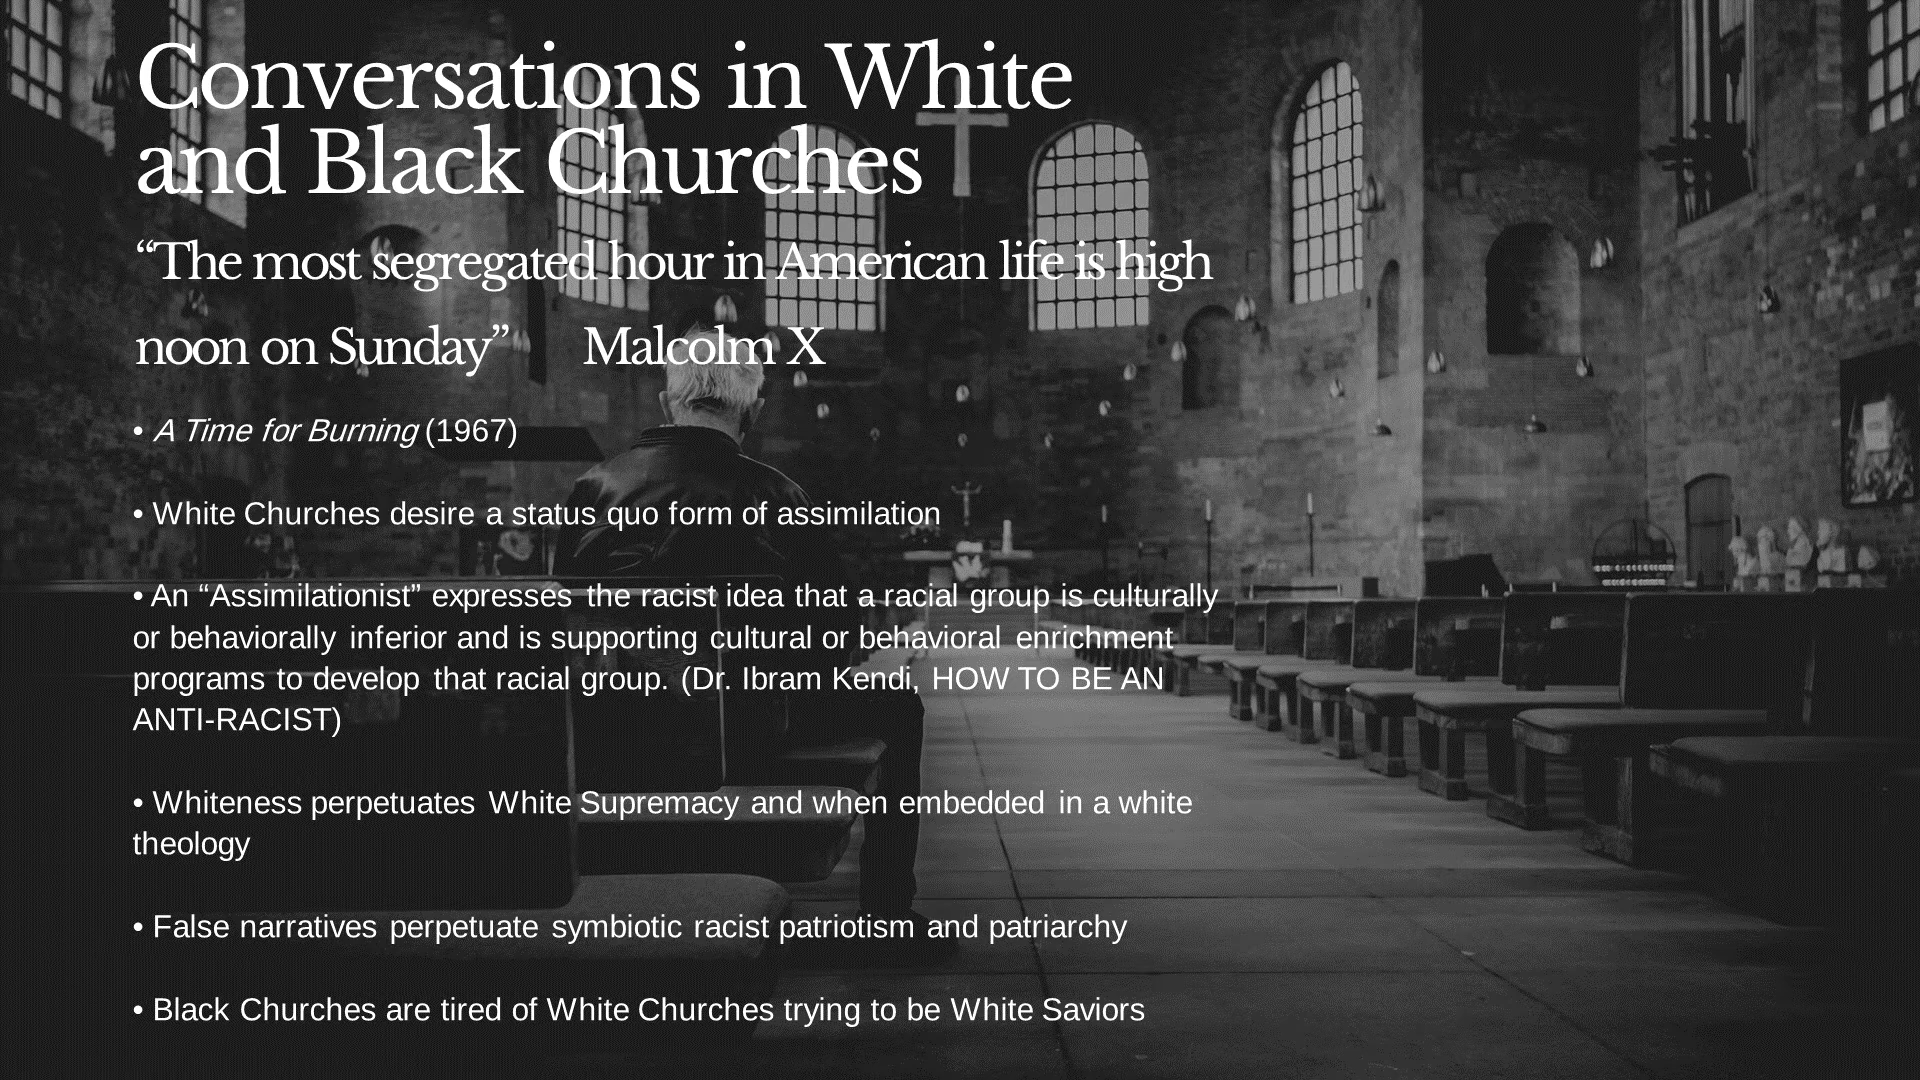 Conversations in White
and Black Churches
“The most segregated hour in American life is high
noon on Sunday” Malcolm X
• A Time for Burning (1967)
• White Churches desire a status quo form of assimilation
• An “Assimilationist” expresses the racist idea that a racial group is culturally
or behaviorally inferior and is supporting cultural or behavioral enrichment
programs to develop that racial group. (Dr. Ibram Kendi, HOW TO BE AN
ANTI-RACIST)
• Whiteness perpetuates White Supremacy and when embedded in a white
theology
• False narratives perpetuate symbiotic racist patriotism and patriarchy
• Black Churches are tired of White Churches trying to be White Saviors